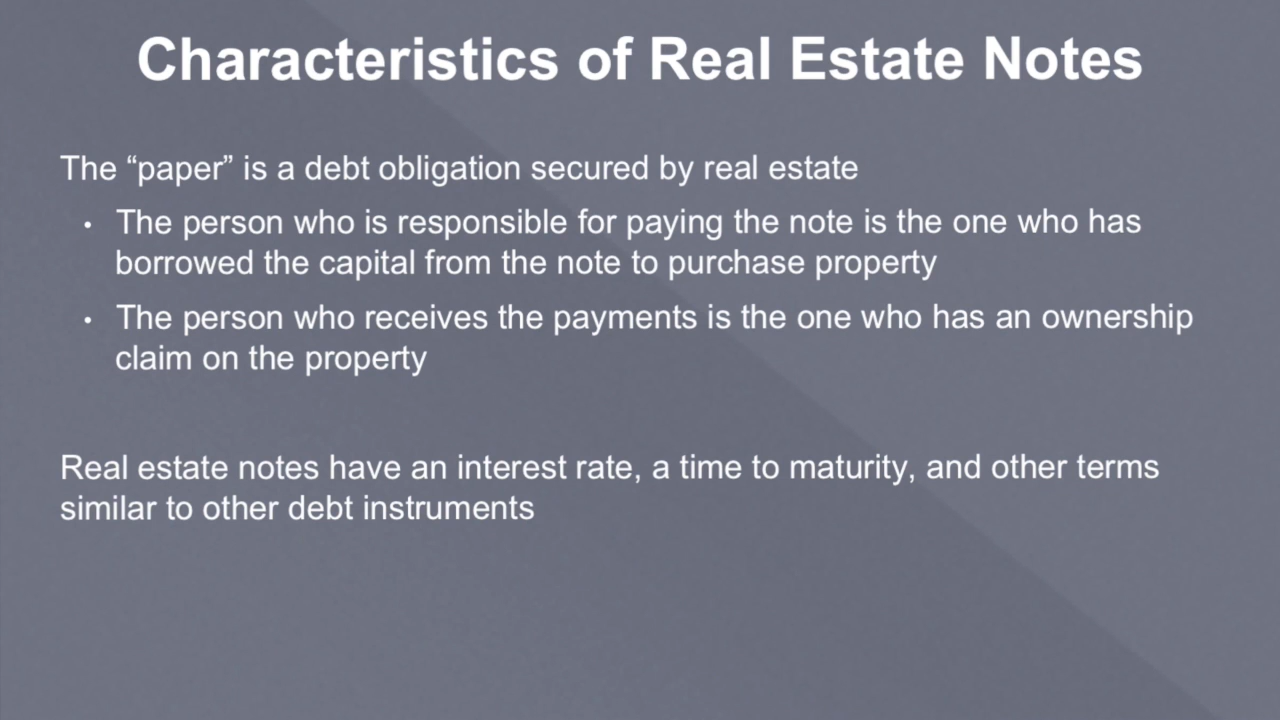 Characteristics of Real Estate Notes
The “paper” is a debt obligation secured by real estate
• The person who is responsible for paying the note is the one who has
borrowed the capital from the note to purchase property
• The person who receives the payments is the one who has an ownership
claim on the property
Real estate notes have an interest rate, a time to maturity, and other terms
similar to other debt instruments